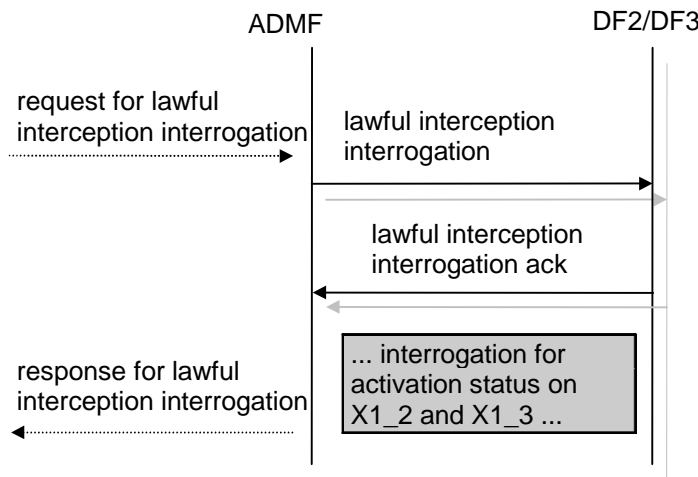 ADMF
DF2/DF3
request for lawful
interception interrogation
lawful interception
interrogation
lawful interception
interrogation ack
... interrogation for
activation status on
X1_2 and X1_3 ...
response for lawful
interception interrogation